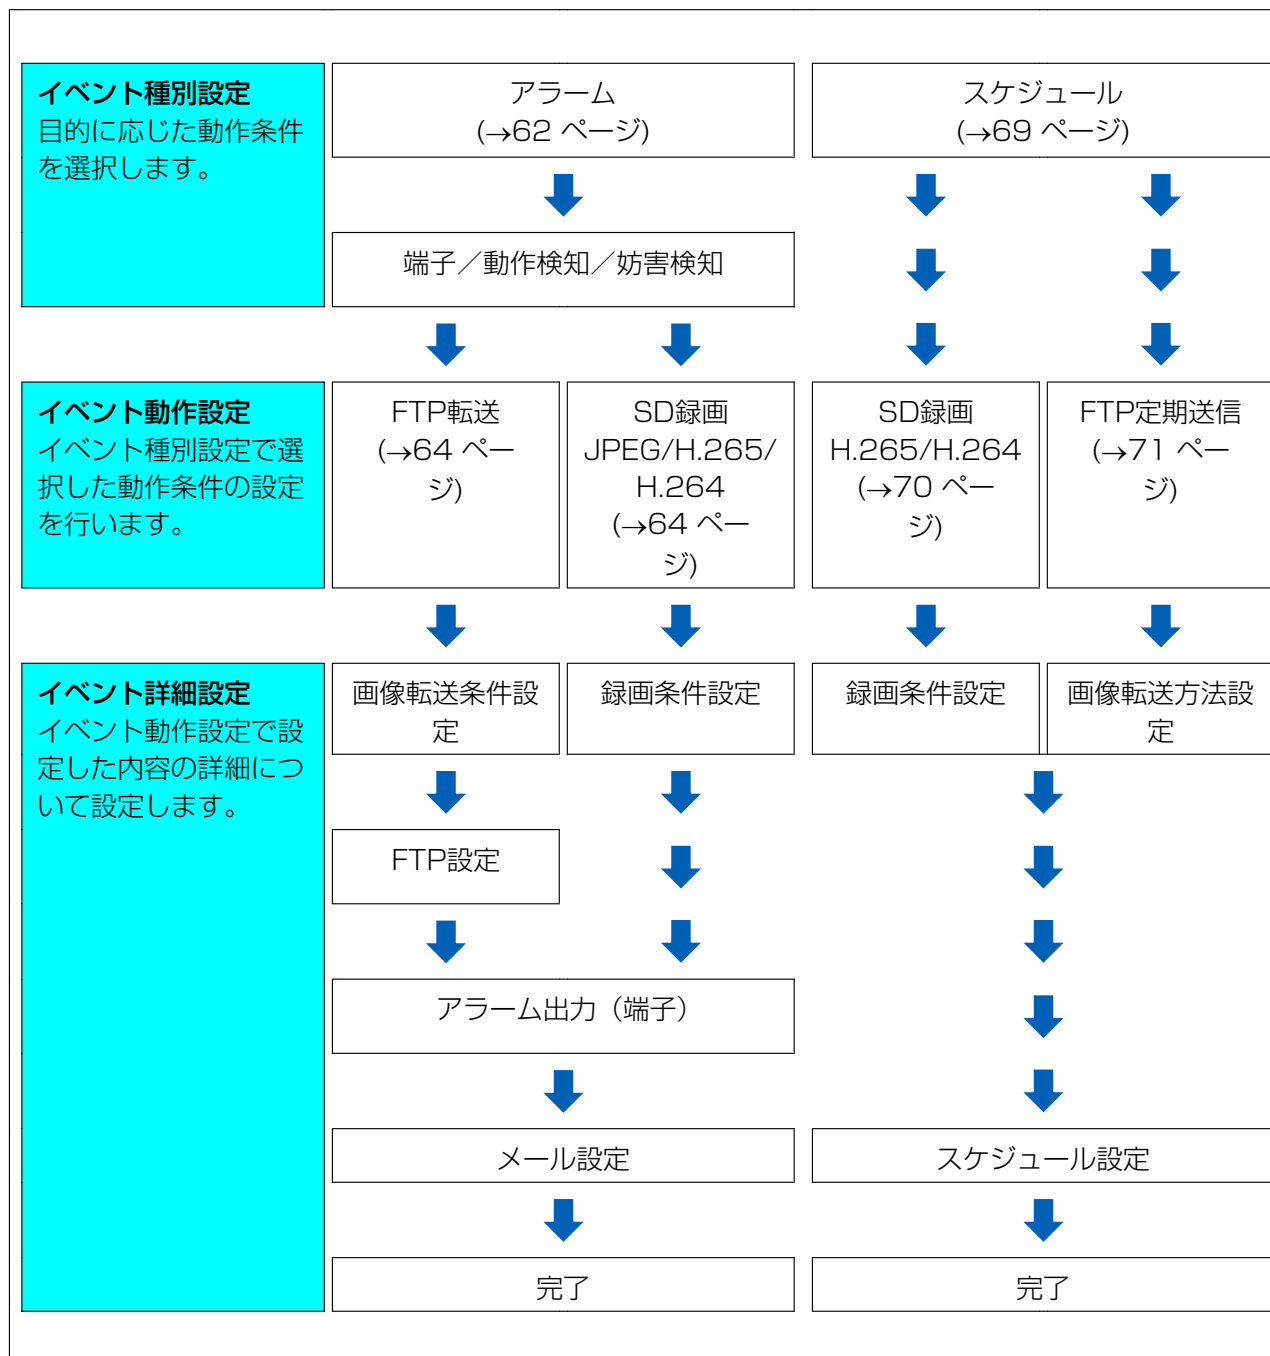 イベント種別設定
目的に応じた動作条件
を選択します。
アラーム
(→62 ページ)
スケジュール
(→69 ページ)
端子／動作検知／妨害検知
イベント動作設定
イベント種別設定で選
択した動作条件の設定
を行います。
FTP転送
(→64 ペー
ジ)
SD録画
JPEG/H.265/
H.264
(→64 ペー
ジ)
SD録画
H.265/H.264
(→70 ペー
ジ)
FTP定期送信
(→71 ペー
ジ)
イベント詳細設定
イベント動作設定で設
定した内容の詳細につ
いて設定します。
画像転送条件設
定
録画条件設定
録画条件設定
画像転送方法設
定
FTP設定
アラーム出力（端子）
メール設定
スケジュール設定
完了
完了